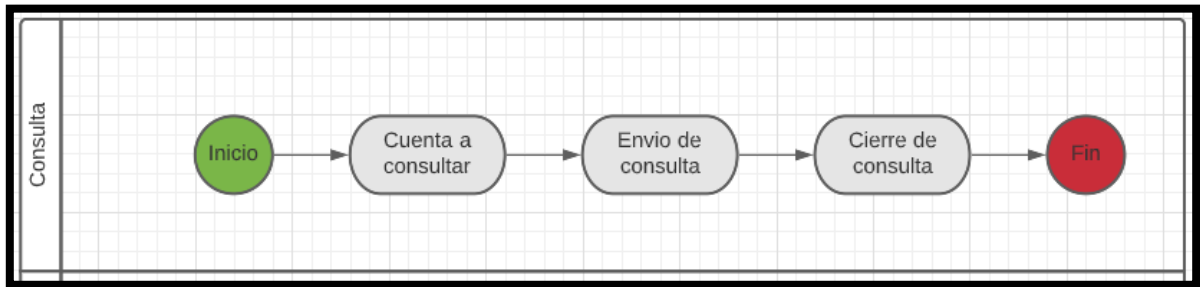 Consulta
Inicio
Cuenta a
consultar
Envio de
consulta
Cierre de
consulta
Fin